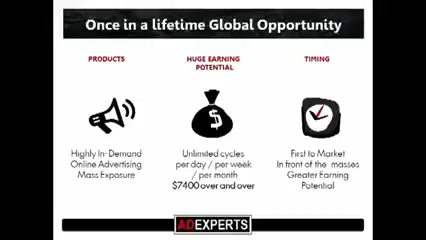 Once in a lifetime Global Opportunity
PRODUCTS
HUGE EARNING
POTENTIAL
TIMING
$
Highly In-Demand
Online Advertising
Mass Exposure
Unlimited cycles
per day / per week
/ per month
$7400 over and over
First to Market
In front of the masses
Greater Earning
Potential
ADEXPERTS